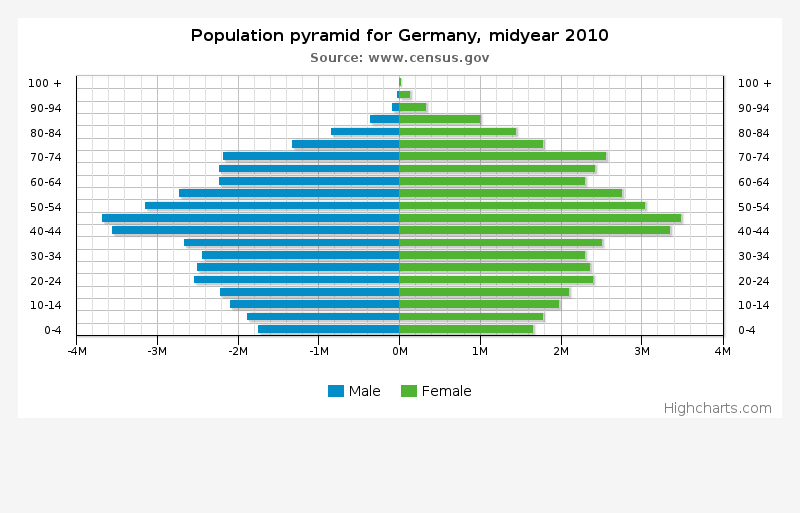 Population pyramid for Germany, midyear 2010
Source: www.census.gov
100 + 100 +
90-94 90-94
80-84 80-84
70-74 70-74
60-64 60-64
50-54 50-54
40-44 40-44
30-34 30-34
20-24 20-24
10-14 10-14
0-4 0-4
-4M -3M -2M -1M 0M 1M 2M 3M 4M
Male Female
Highcharts.com